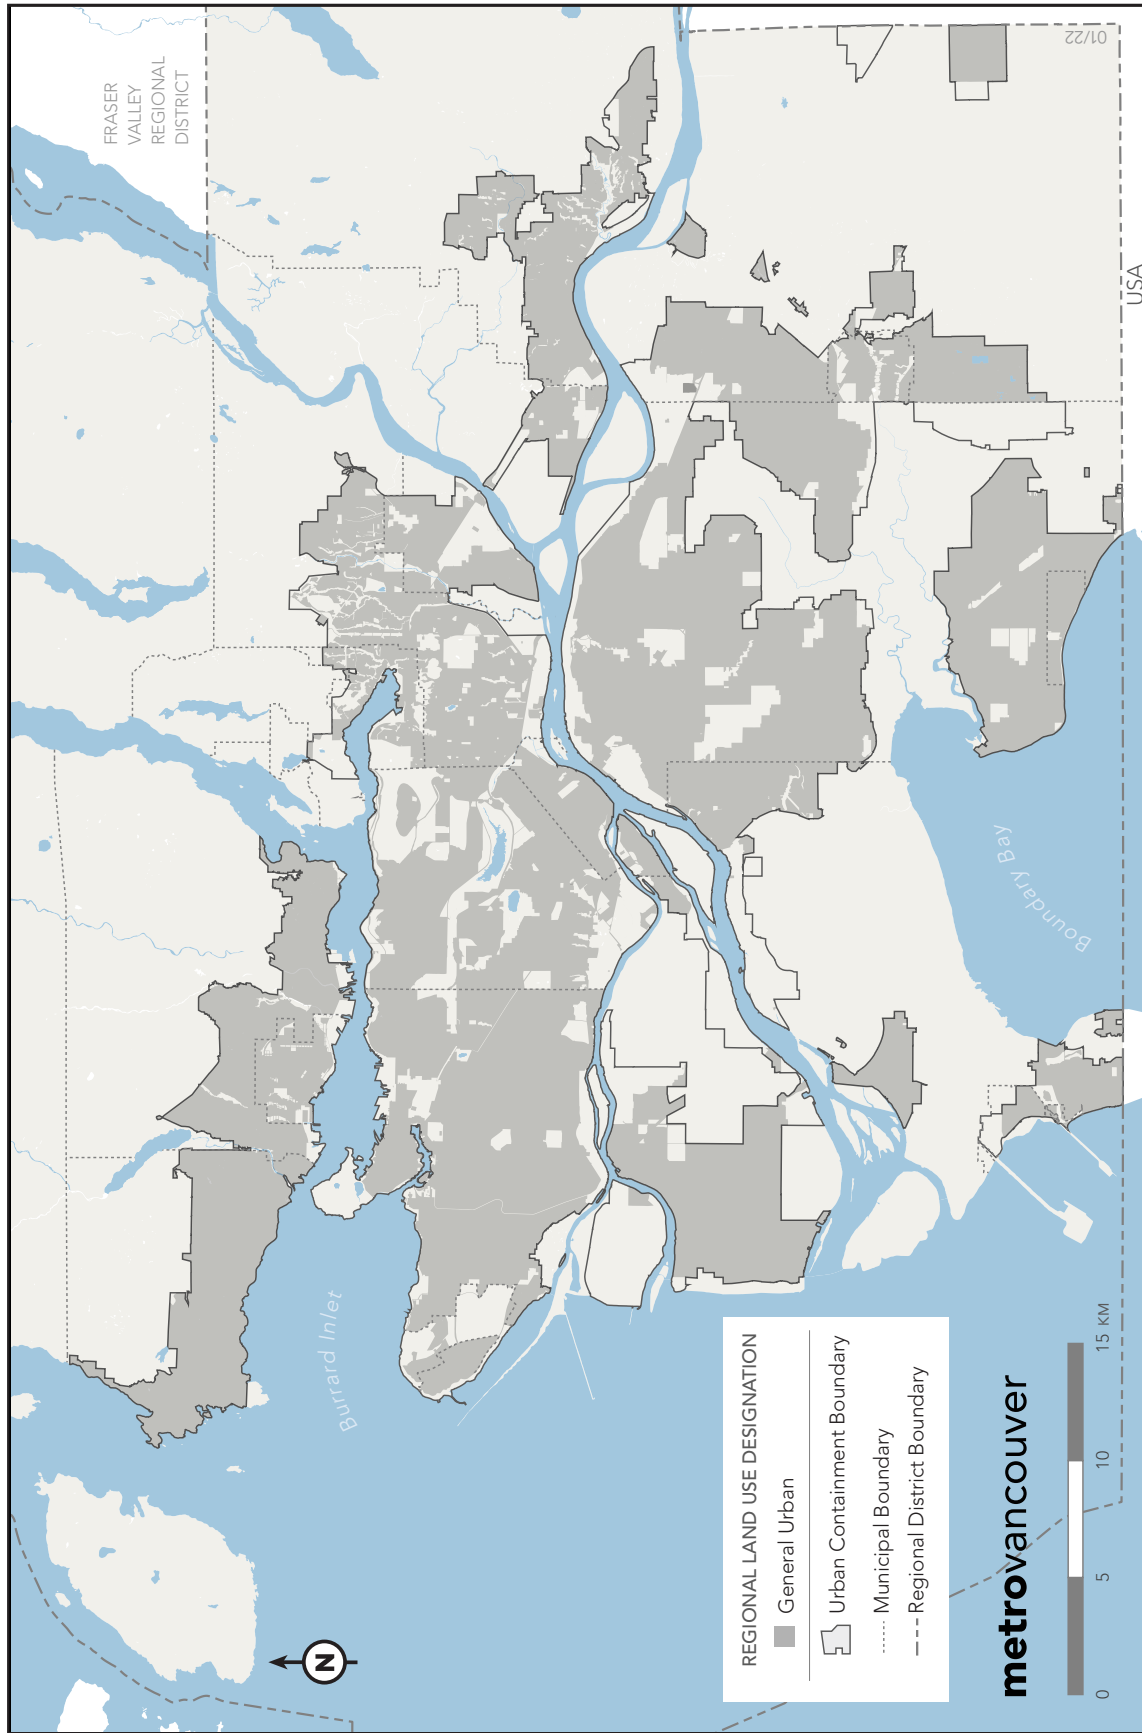 FRASER
VALLEY
REGIONAL
DISTRICT
01/22
USA
Burrard Inlet
Boundary Bay
N
REGIONAL LAND USE DESIGNATION
General Urban
Urban Containment Boundary
Municipal Boundary
Regional District Boundary
metrovancouver
0 5 10 15 KM